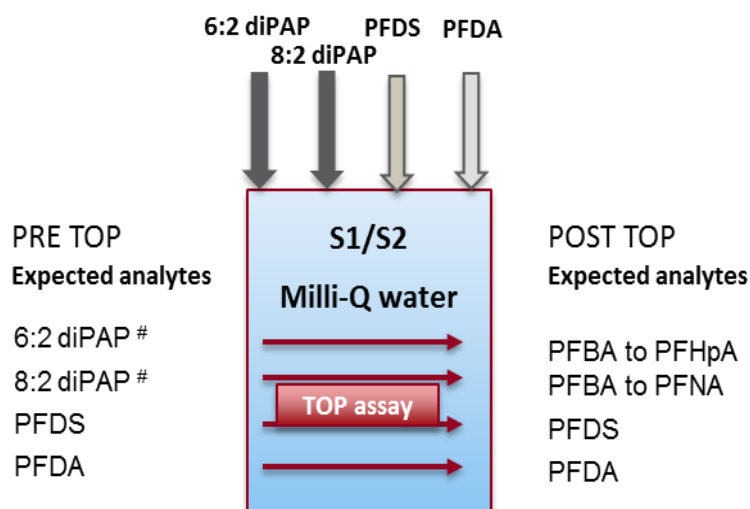 6:2 diPAP PFDS PFDA
8:2 diPAP
PRE TOP
Expected analytes
6:2 diPAP #
8:2 diPAP #
PFDS
PFDA
S1/S2
Milli-Q water
TOP assay
POST TOP
Expected analytes
PFBA to PFHpA
PFBA to PFNA
PFDS
PFDA